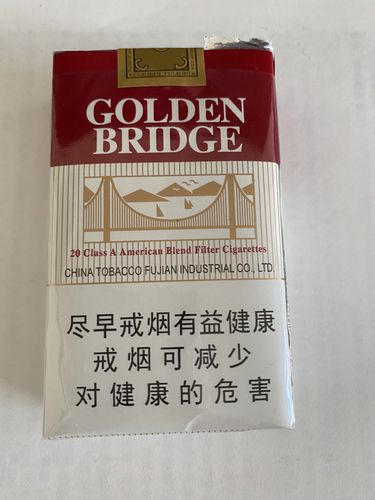 GOLDEN
BRIDGE
20 Class A American Blend Filter Cigarettes
CHINA TOBACCO FUJIAN INDUSTRIAL CO., LTD.
尽早戒烟有益健康
戒烟可减少
对健康的危害